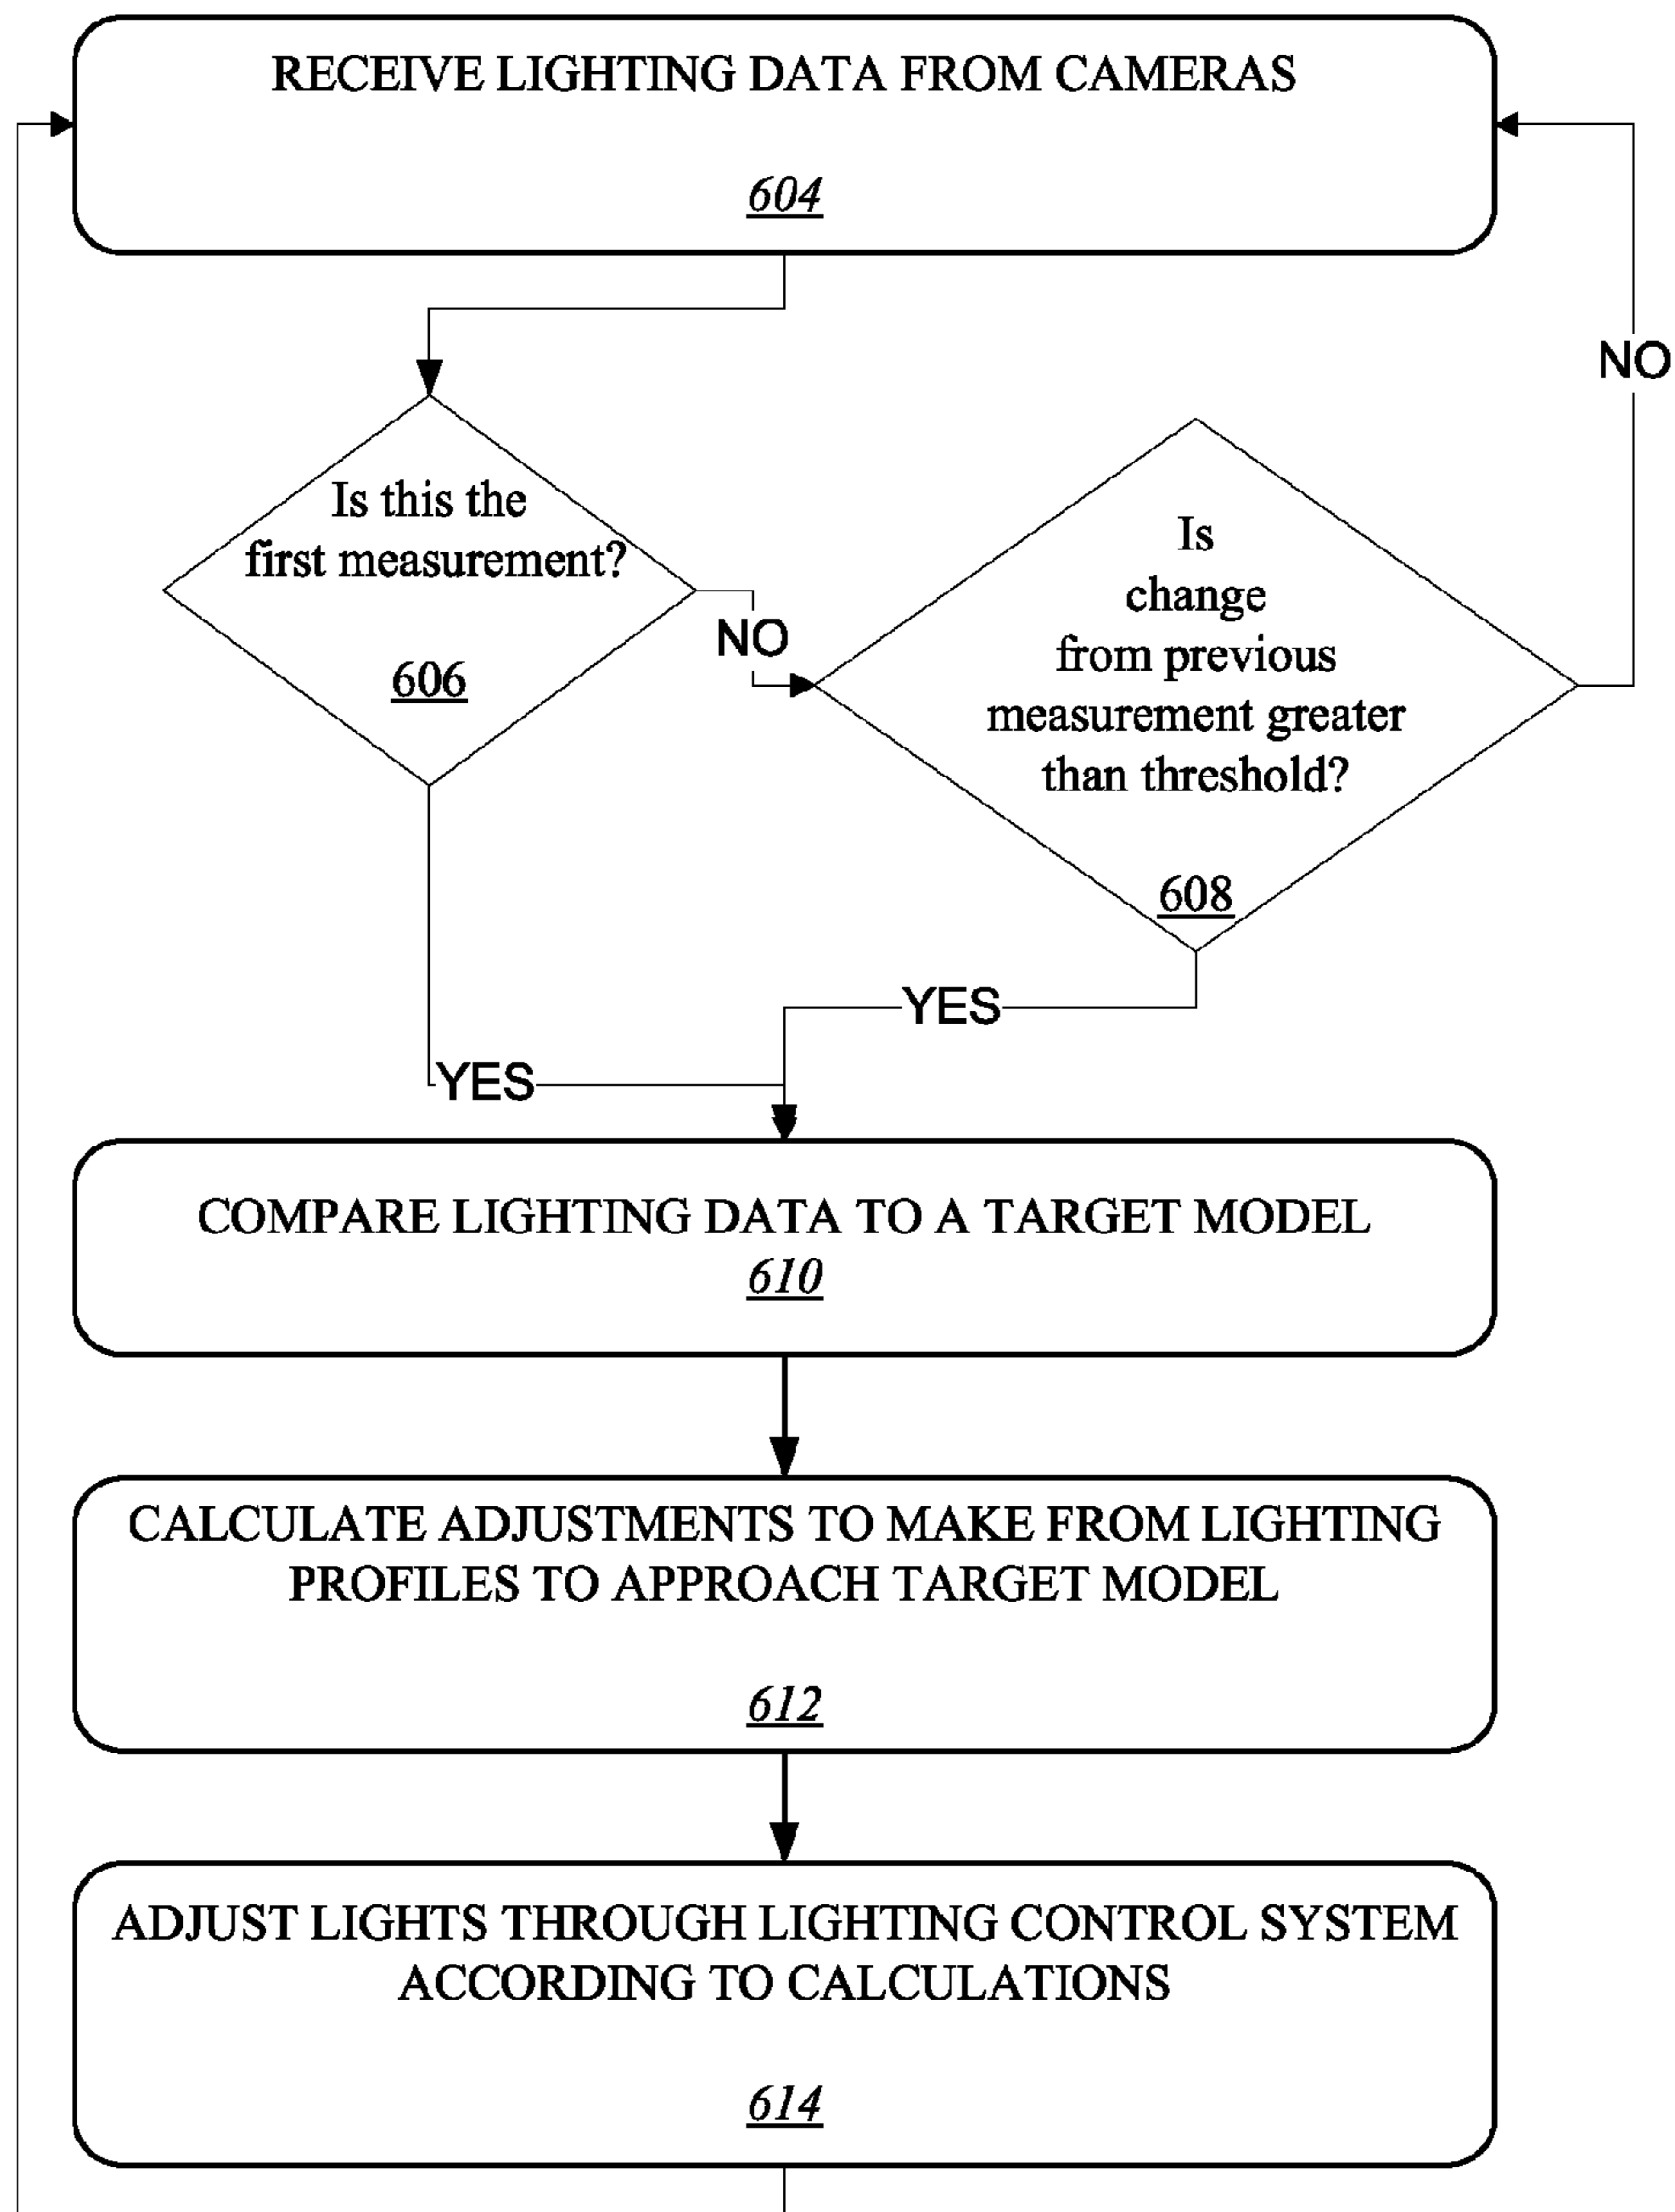 RECEIVE LIGHTING DATA FROM CAMERAS
604
NO
Is this the
first measurement?
606
NO
Is
change
from previous
measurement greater
than threshold?
608
YES
YES
COMPARE LIGHTING DATA TO A TARGET MODEL
610
CALCULATE ADJUSTMENTS TO MAKE FROM LIGHTING
PROFILES TO APPROACH TARGET MODEL
612
ADJUST LIGHTS THROUGH LIGHTING CONTROL SYSTEM
ACCORDING TO CALCULATIONS
614